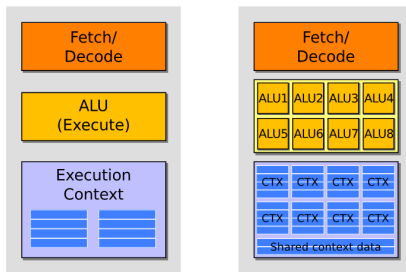 Fetch/
Decode
ALU
(Execute)
Execution
Context
Fetch/
Decode
ALU1 ALU2 ALU3 ALU4
ALU5 ALU6 ALU7 ALU8
CTX CTX CTX CTX
CTX CTX CTX CTX
Shared context data